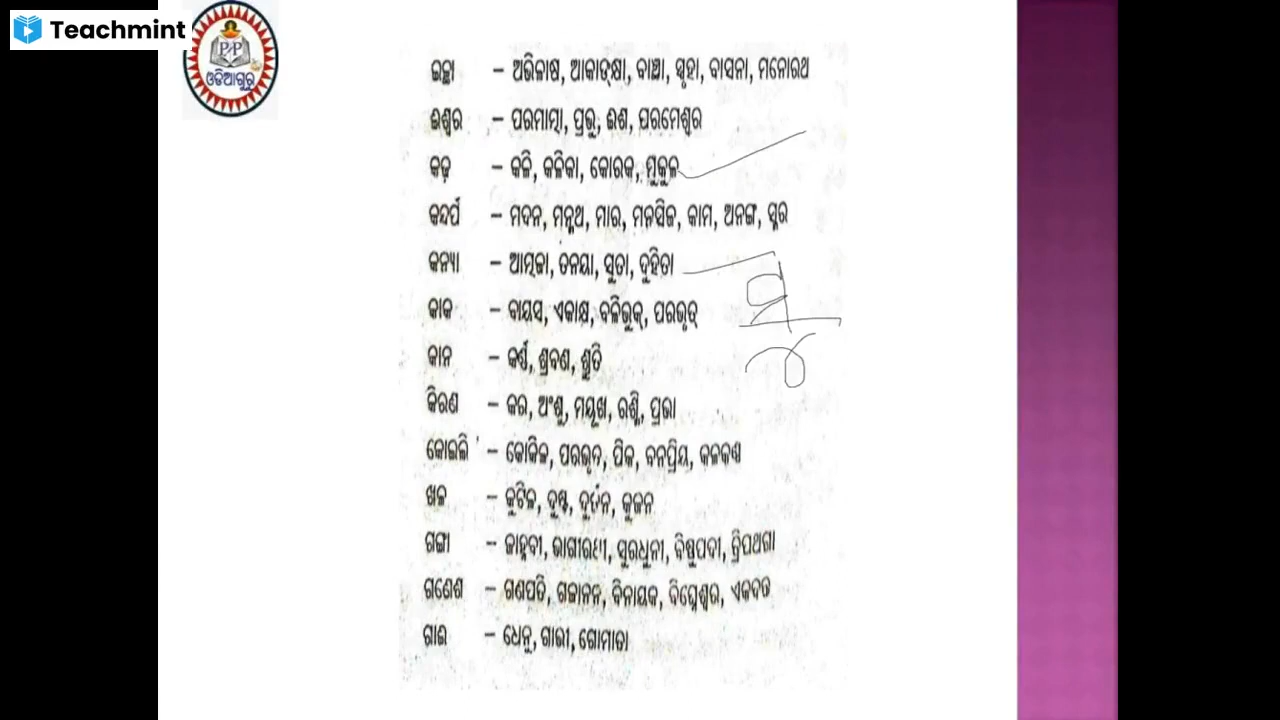 Teachmint
PP
ଓଡିଆଗୁରୁ
ଇଚ୍ଛା – ଅଭିଳାଷ, ଆକାଙ୍କ୍ଷା, ବାଞ୍ଛା, ସ୍ପୃହା, ବାସନା, ମନୋରଥ
ଈଶ୍ୱର – ପରମାତ୍ମା, ପ୍ରଭୁ, ଈଶ, ପରମେଶ୍ୱର
କଢ଼ – କଳି, କଳିକା, କୋରକ, ମୁକୁଳ
କନ୍ଦର୍ପ – ମଦନ, ମନ୍ମଥ, ମାର, ମନସିଜ, କାମ, ଅନଙ୍ଗ, ସ୍ମର
କନ୍ୟା – ଆତ୍ମଜା, ତନୟା, ସୁତା, ଦୁହିତା
କାକ – ବାୟସ, ଏକାକ୍ଷ, ବଳିଭୁକ୍, ପରଭୃତ୍
କାନ – କର୍ଣ୍ଣ, ଶ୍ରବଣ, ଶ୍ରୁତି
କିରଣ – କର, ଅଂଶୁ, ମୟୂଖ, ରଶ୍ମି, ପ୍ରଭା
କୋଇଲି – କୋକିଳ, ପରଭୃତ, ପିକ, ବନପ୍ରିୟ, କଳକଣ୍ଠ
ଖଳ – କୁଟିଳ, ଦୁଷ୍ଟ, ଦୁର୍ଜନ, କୁଜନ
ଗଙ୍ଗା – ଜାହ୍ନବୀ, ଭାଗୀରଥୀ, ସୁରଧୁନୀ, ବିଷ୍ଣୁପଦୀ, ତ୍ରିପଥଗା
ଗଣେଶ – ଗଣପତି, ଗଜାନନ, ବିନାୟକ, ବିଘ୍ନେଶ୍ୱର, ଏକଦନ୍ତ
ଗାଈ – ଧେନୁ, ଗାଭୀ, ଗୋମାତା